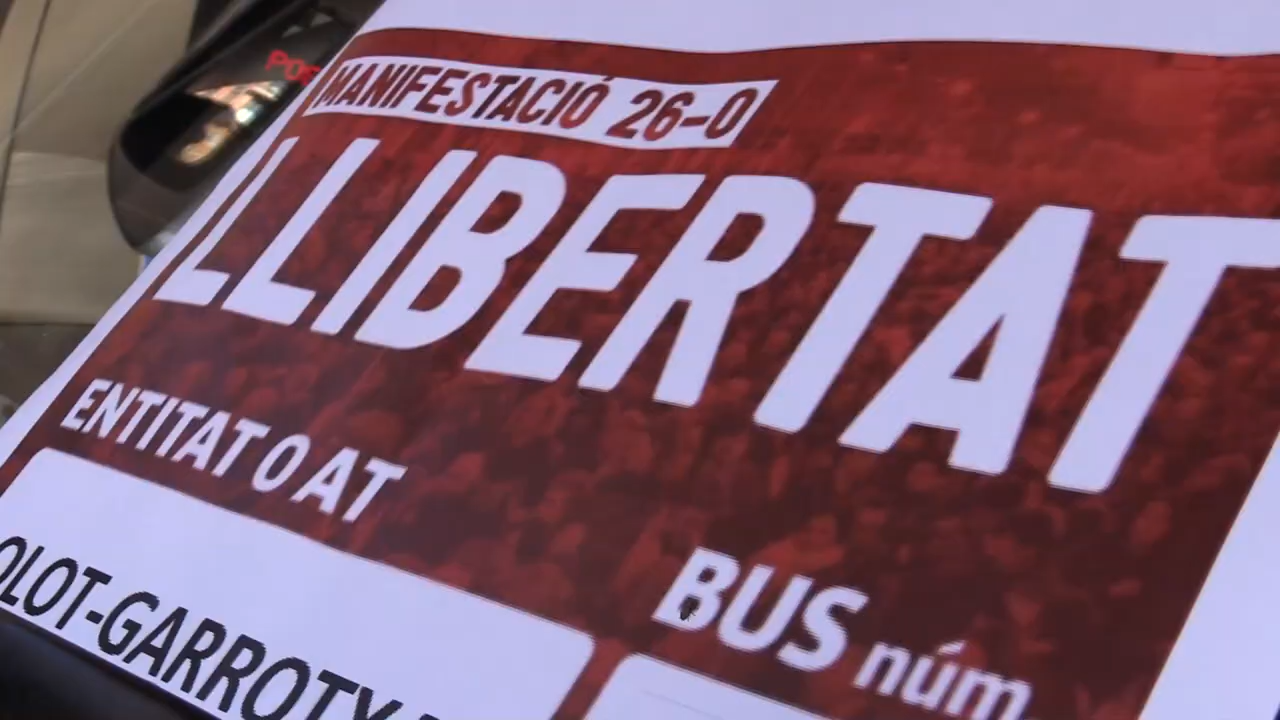 MANIFESTACIÓ 26-O
LLIBERTAT
ENTITAT O AT
OLOT-GARROTX
BUS núm